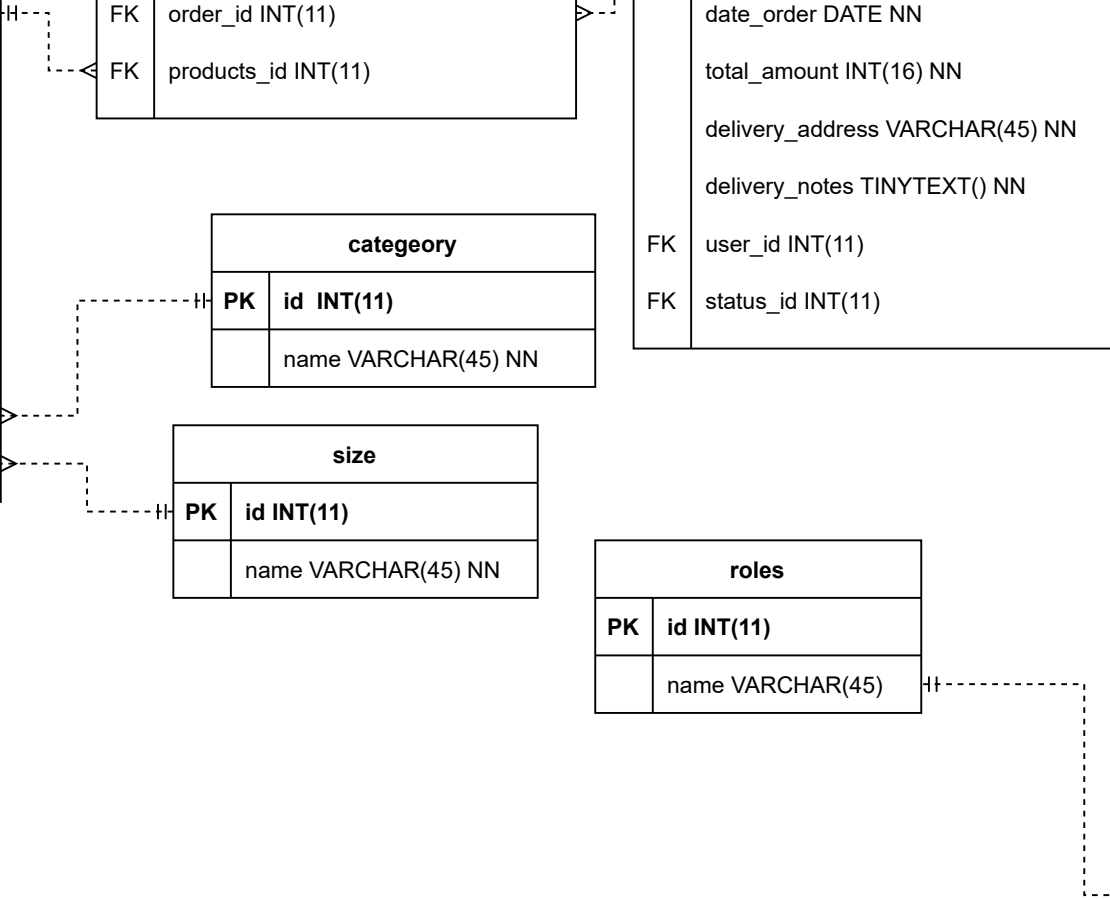 FK order_id INT(11)
FK products_id INT(11)
date_order DATE NN
total_amount INT(16) NN
delivery_address VARCHAR(45) NN
delivery_notes TINYTEXT() NN
FK user_id INT(11)
FK status_id INT(11)
categeory
PK id INT(11)
name VARCHAR(45) NN
size
PK id INT(11)
name VARCHAR(45) NN
roles
PK id INT(11)
name VARCHAR(45)